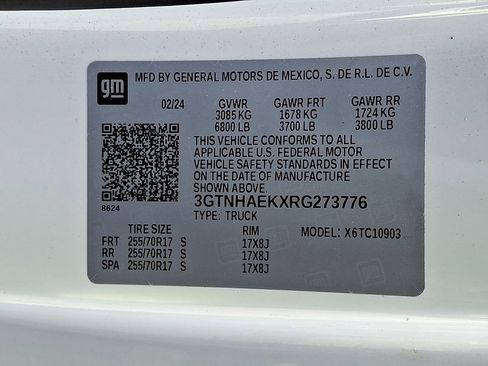 gm
MFD BY GENERAL MOTORS DE MEXICO, S. DE R.L. DE C.V.
02/24 GVWR GAWR FRT GAWR RR
3085 KG 1678 KG 1724 KG
6800 LB 3700 LB 3800 LB
THIS VEHICLE CONFORMS TO ALL
APPLICABLE U.S. FEDERAL MOTOR
VEHICLE SAFETY STANDARDS IN EFFECT
ON THE DATE OF MANUFACTURE
SHOWN ABOVE.
8624 3GTNHAEKXRG273776
TYPE: TRUCK
TIRE SIZE RIM MODEL: X6TC10903
FRT 255/70R17 S 17X8J
RR 255/70R17 S 17X8J
SPA 255/70R17 S 17X8J